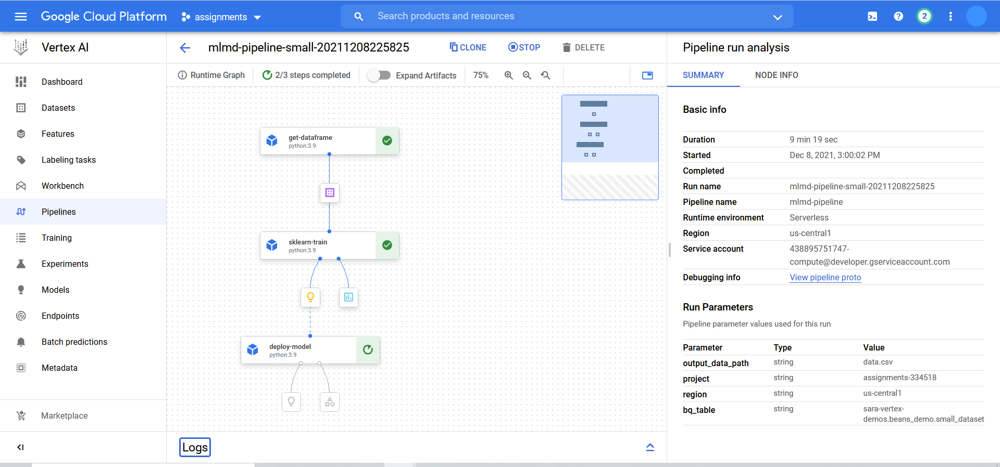 Google Cloud Platform
assignments
Search products and resources
2
Vertex AI
mlmd-pipeline-small-20211208225825
CLONE
STOP
DELETE
Pipeline run analysis
Runtime Graph
2/3 steps completed
Expand Artifacts
75%
SUMMARY
NODE INFO
Dashboard
Datasets
Features
Labeling tasks
Workbench
Pipelines
Training
Experiments
Models
Endpoints
Batch predictions
Metadata
Marketplace
get-dataframe
python:3.9
sklearn-train
python:3.9
deploy-model
python:3.9
Logs
Basic info
Duration 9 min 19 sec
Started Dec 8, 2021, 3:00:02 PM
Completed
Run name mlmd-pipeline-small-20211208225825
Pipeline name mlmd-pipeline
Runtime environment Serverless
Region us-central1
Service account 438895751747-
compute@developer.gserviceaccount.com
Debugging info View pipeline proto
Run Parameters
Pipeline parameter values used for this run
Parameter Type Value
output_data_path string data.csv
project string assignments-334518
region string us-central1
bq_table string sara-vertex-
demos.beans_demo.small_dataset